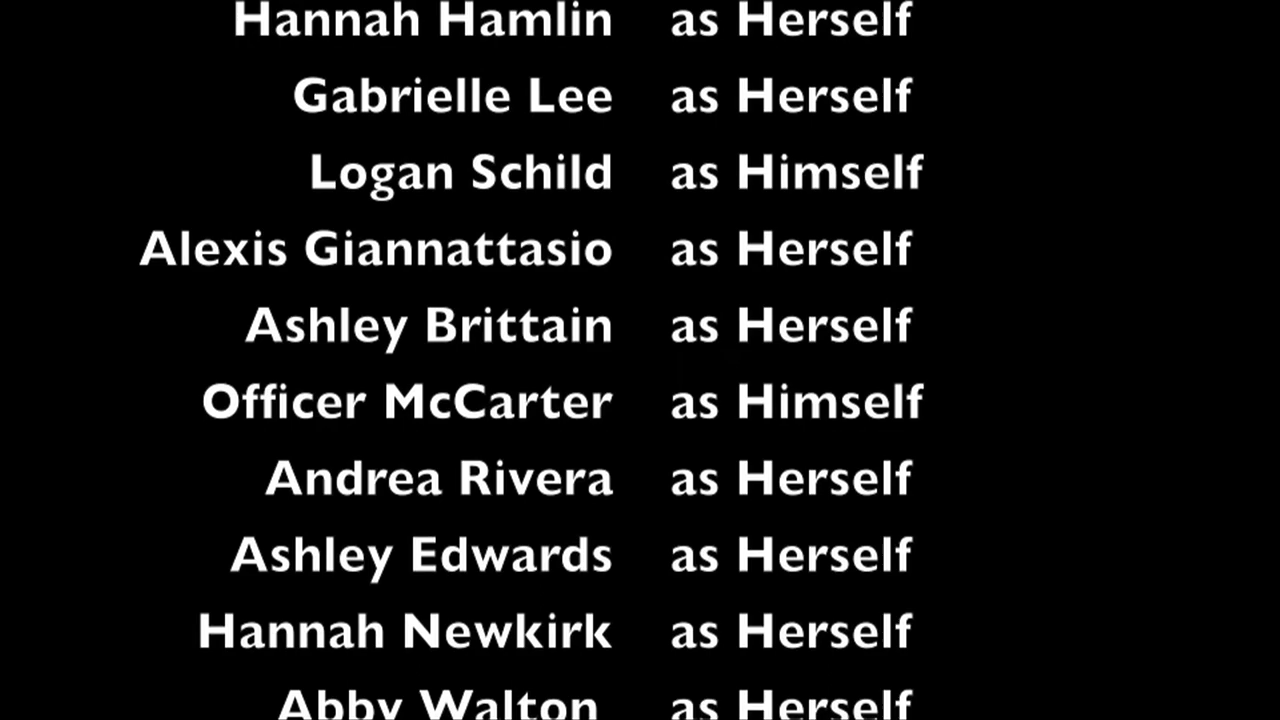 Hannah Hamlin as Herself
Gabrielle Lee as Herself
Logan Schild as Himself
Alexis Giannattasio as Herself
Ashley Brittain as Herself
Officer McCarter as Himself
Andrea Rivera as Herself
Ashley Edwards as Herself
Hannah Newkirk as Herself
Abby Walton as Herself